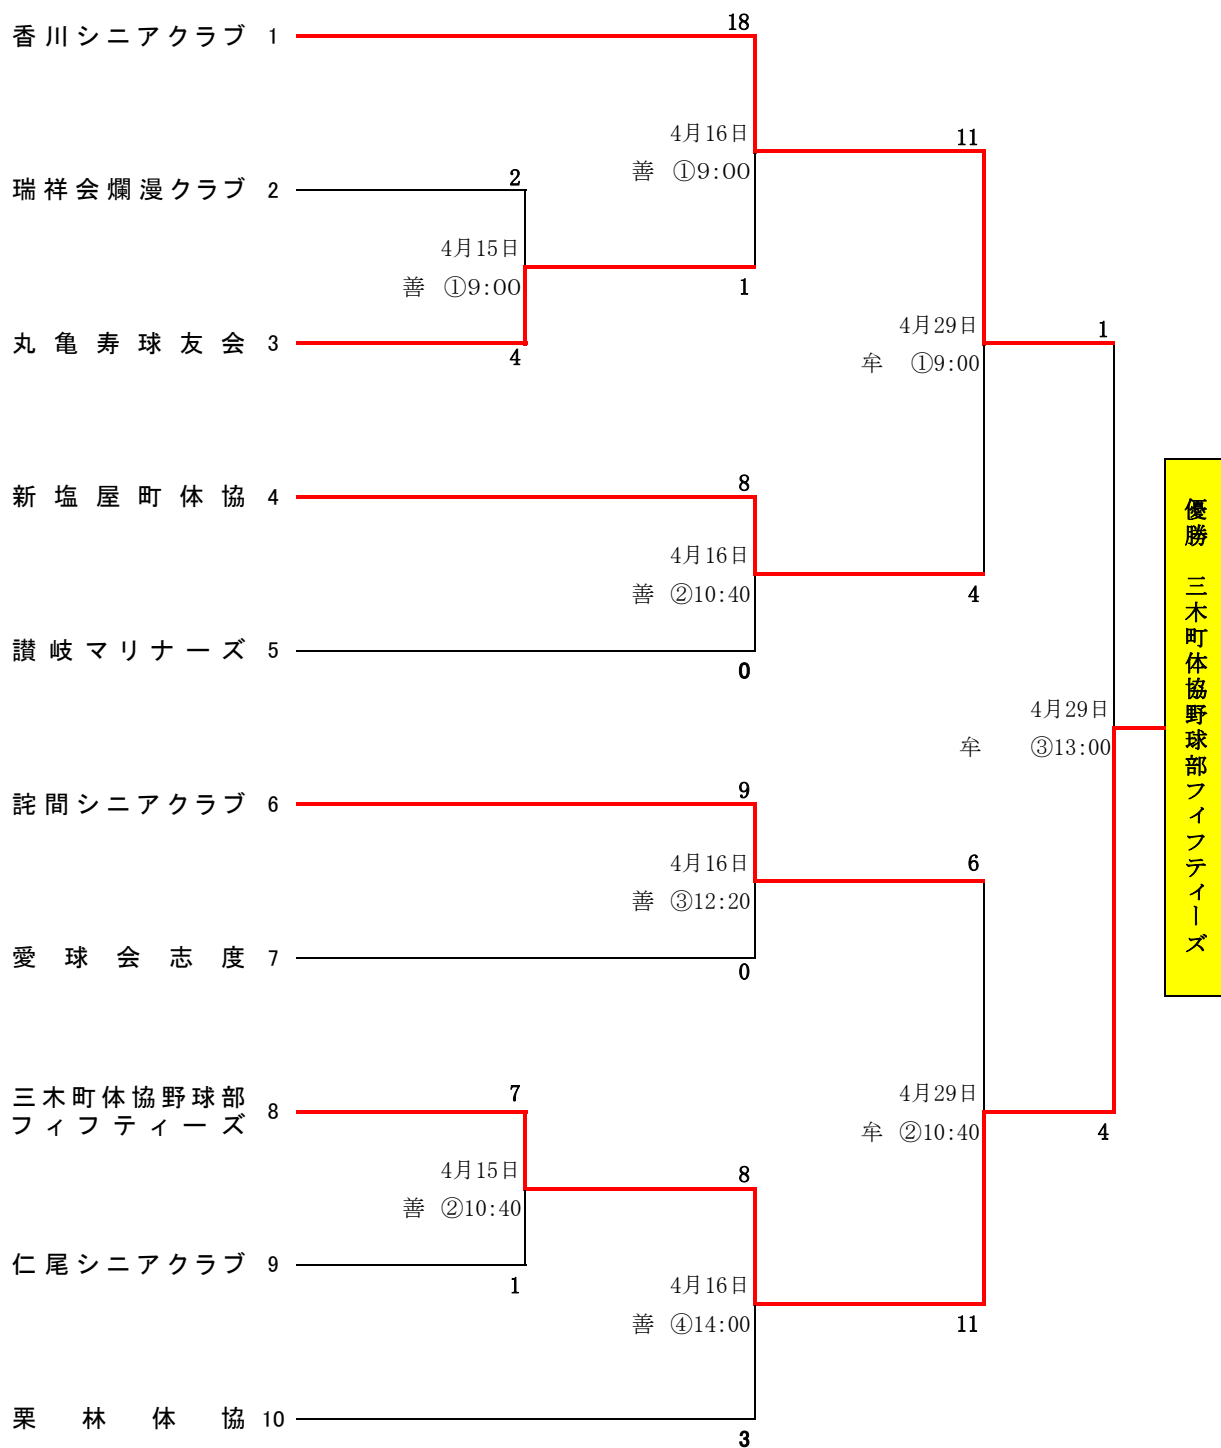 香川シニアクラブ 1
18
4月16日
善 ①9:00
11
瑞祥会爛漫クラブ 2
2
4月15日
善 ①9:00
1
丸亀寿球友会 3
4
4月29日
牟 ①9:00
1
新塩屋町体協 4
8
4月16日
善 ②10:40
4
讃岐マリナーズ 5
0
4月29日
牟 ③13:00
優勝 三木町体協野球部フィフティーズ
詫間シニアクラブ 6
9
4月16日
善 ③12:20
6
愛球会志度 7
0
三木町体協野球部
フィフティーズ 8
7
4月15日
善 ②10:40
8
4月29日
牟 ②10:40
4
仁尾シニアクラブ 9
1
4月16日
善 ④14:00
11
栗林体協 10
3